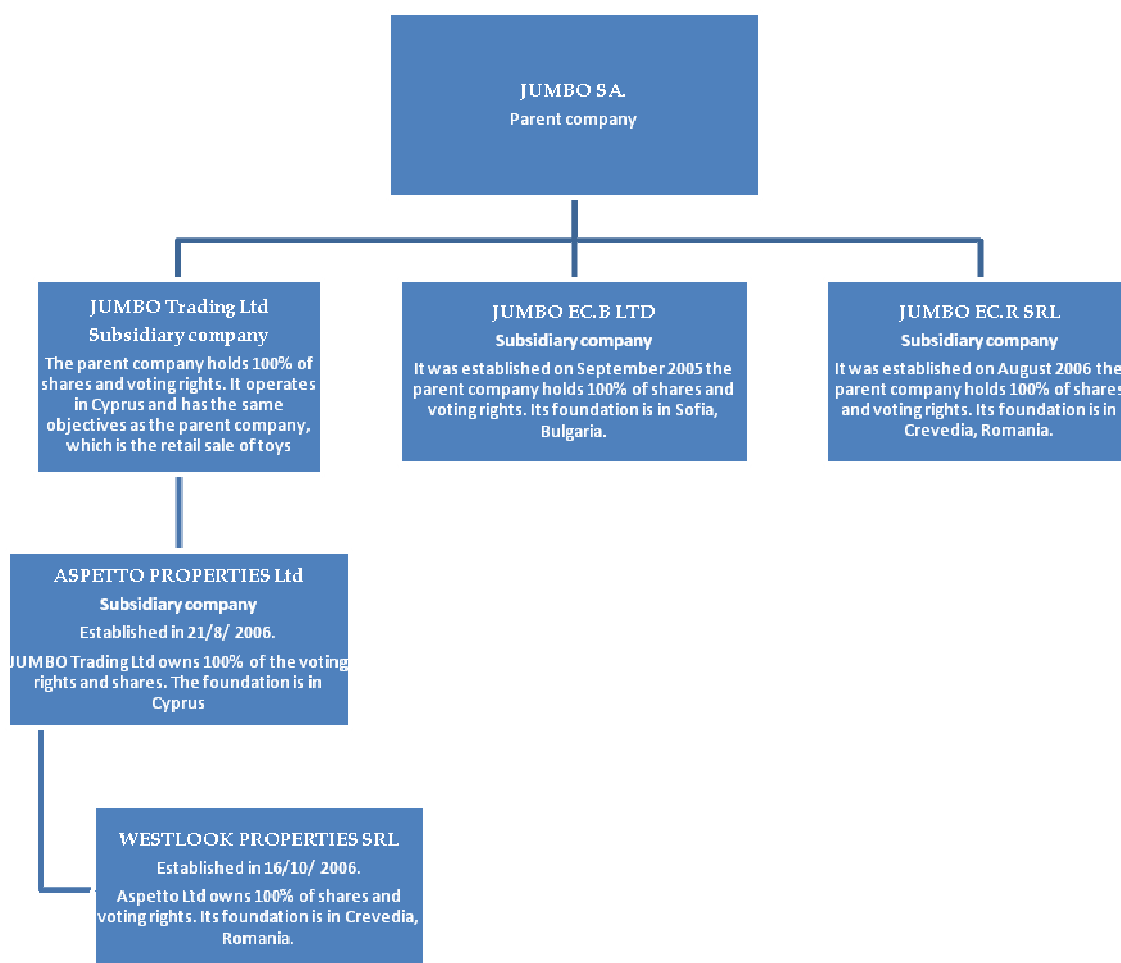 JUMBO SA.
Parent company
JUMBO Trading Ltd
Subsidiary company
The parent company holds 100% of
shares and voting rights. It operates
in Cyprus and has the same
objectives as the parent company,
which is the retail sale of toys
JUMBO EC.B LTD
Subsidiary company
It was established on September 2005 the
parent company holds 100% of shares and
voting rights. Its foundation is in Sofia,
Bulgaria.
JUMBO EC.R SRL
Subsidiary company
It was established on August 2006 the
parent company holds 100% of shares
and voting rights. Its foundation is in
Crevedia, Romania.
ASPETTO PROPERTIES Ltd
Subsidiary company
Established in 21/8/ 2006.
JUMBO Trading Ltd owns 100% of the voting
rights and shares. The foundation is in
Cyprus
WESTLOOK PROPERTIES SRL
Established in 16/10/ 2006.
Aspetto Ltd owns 100% of shares and
voting rights. Its foundation is in Crevedia,
Romania.